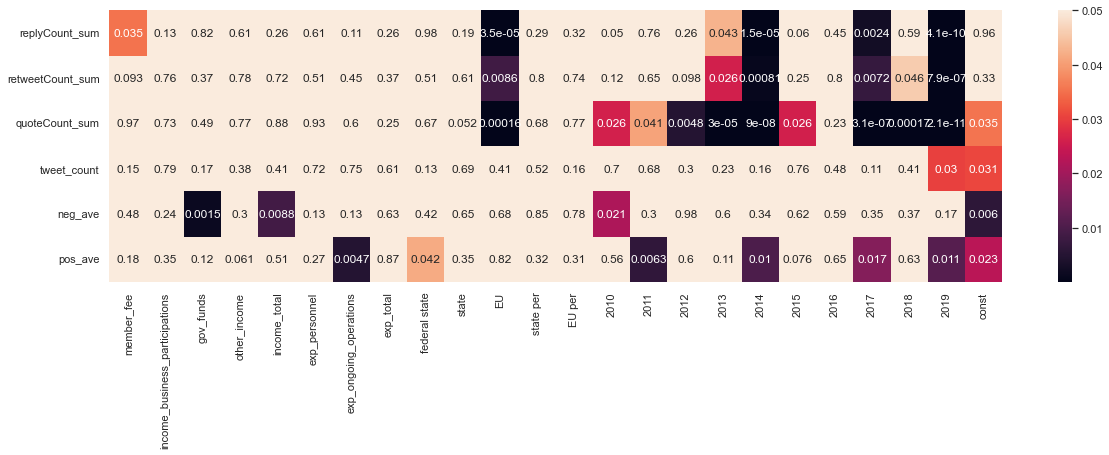 replyCount_sum 0.035 0.13 0.82 0.61 0.26 0.61 0.11 0.26 0.98 0.19 3.5e-05 0.29 0.32 0.05 0.76 0.26 0.043 1.5e-05 0.06 0.45 0.0024 0.59 4.1e-10 0.96
retweetCount_sum 0.093 0.76 0.37 0.78 0.72 0.51 0.45 0.37 0.51 0.61 0.0086 0.8 0.74 0.12 0.65 0.098 0.026 0.00081 0.25 0.8 0.0072 0.046 7.9e-07 0.33
quoteCount_sum 0.97 0.73 0.49 0.77 0.88 0.93 0.6 0.25 0.67 0.052 0.00016 0.68 0.77 0.026 0.041 0.0048 3e-05 9e-08 0.026 0.23 3.1e-07 0.00017 2.1e-11 0.035
tweet_count 0.15 0.79 0.17 0.38 0.41 0.72 0.75 0.61 0.13 0.69 0.41 0.52 0.16 0.7 0.68 0.3 0.23 0.16 0.76 0.48 0.11 0.41 0.03 0.031
neg_ave 0.48 0.24 0.0015 0.3 0.0088 0.13 0.13 0.63 0.42 0.65 0.68 0.85 0.78 0.021 0.3 0.98 0.6 0.34 0.62 0.59 0.35 0.37 0.17 0.006
pos_ave 0.18 0.35 0.12 0.061 0.51 0.27 0.0047 0.87 0.042 0.35 0.82 0.32 0.31 0.56 0.0063 0.6 0.11 0.01 0.076 0.65 0.017 0.63 0.011 0.023
member_fee
income_business_participations
gov_funds
other_income
income_total
exp_personnel
exp_ongoing_operations
exp_total
federal state
state
EU
state per
EU per
2010
2011
2012
2013
2014
2015
2016
2017
2018
2019
const
0.05
0.04
0.03
0.02
0.01